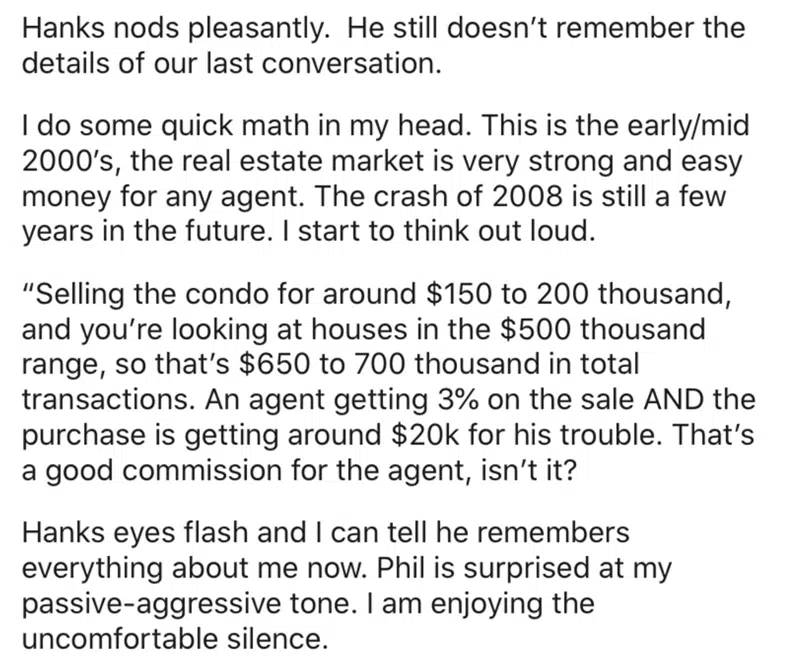 Hanks nods pleasantly.  He still doesn’t remember the
details of our last conversation.
I do some quick math in my head. This is the early/mid
2000’s, the real estate market is very strong and easy
money for any agent. The crash of 2008 is still a few
years in the future. I start to think out loud.
“Selling the condo for around $150 to 200 thousand,
and you’re looking at houses in the $500 thousand
range, so that’s $650 to 700 thousand in total
transactions. An agent getting 3% on the sale AND the
purchase is getting around $20k for his trouble. That’s
a good commission for the agent, isn’t it?
Hanks eyes flash and I can tell he remembers
everything about me now. Phil is surprised at my
passive-aggressive tone. I am enjoying the
uncomfortable silence.